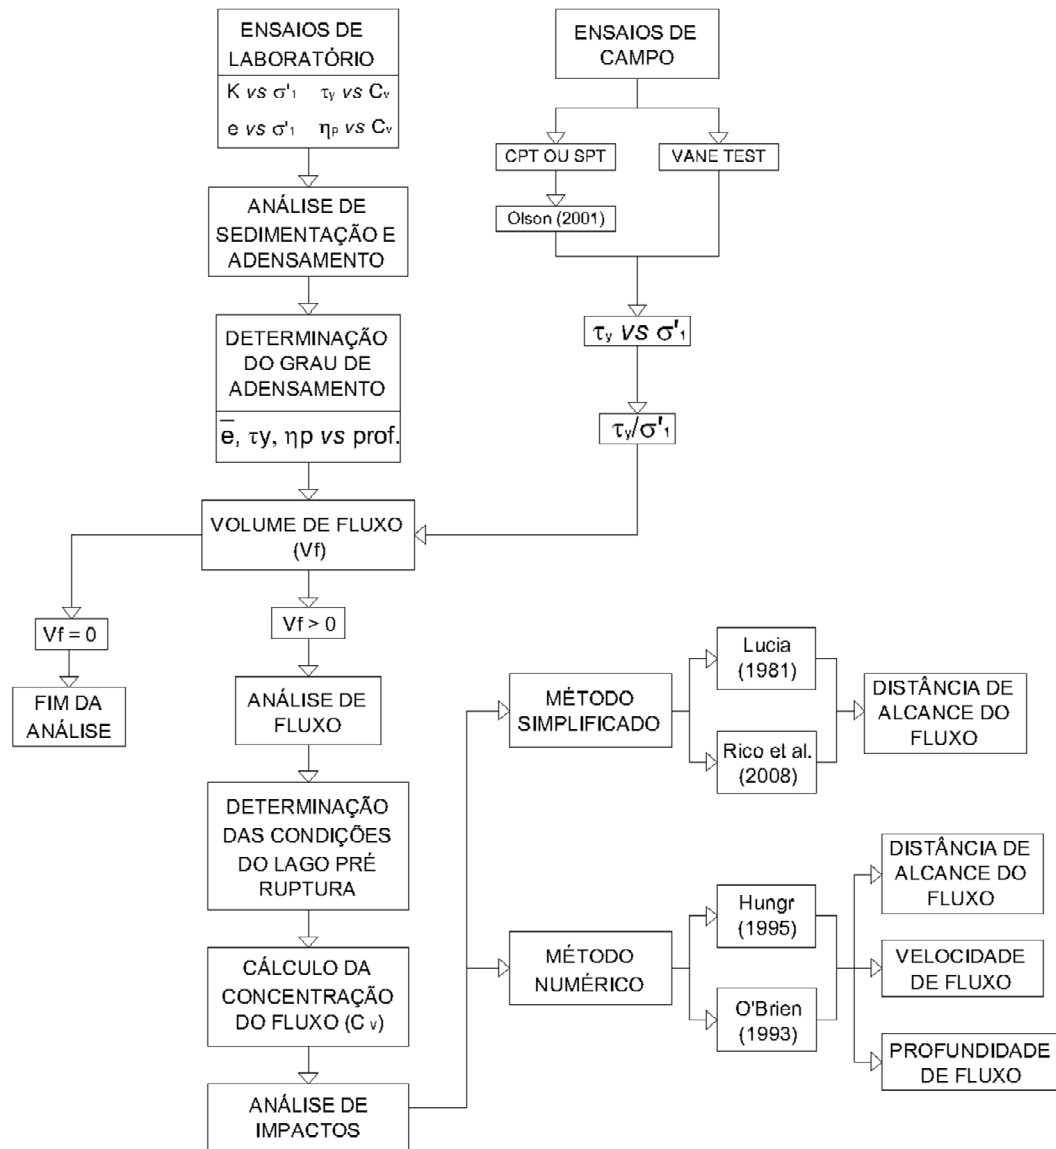 ENSAIOS DE
LABORATÓRIO
K vs σ'₁ τy vs Cv
e vs σ'₁ ηp vs Cv
ENSAIOS DE
CAMPO
CPT OU SPT
VANE TEST
Olson (2001)
τy vs σ'₁
τy/σ'₁
ANÁLISE DE
SEDIMENTAÇÃO E
ADENSAMENTO
DETERMINAÇÃO
DO GRAU DE
ADENSAMENTO
e̅, τy, ηp vs prof.
VOLUME DE FLUXO
(Vf)
Vf = 0
FIM DA
ANÁLISE
Vf > 0
ANÁLISE DE
FLUXO
DETERMINAÇÃO
DAS CONDIÇÕES
DO LAGO PRÉ
RUPTURA
CÁLCULO DA
CONCENTRAÇÃO
DO FLUXO (C v)
ANÁLISE DE
IMPACTOS
MÉTODO
SIMPLIFICADO
Lucia
(1981)
Rico et al.
(2008)
DISTÂNCIA DE
ALCANCE DO
FLUXO
MÉTODO
NUMÉRICO
Hungr
(1995)
O'Brien
(1993)
DISTÂNCIA DE
ALCANCE DO
FLUXO
VELOCIDADE
DE FLUXO
PROFUNDIDADE
DE FLUXO